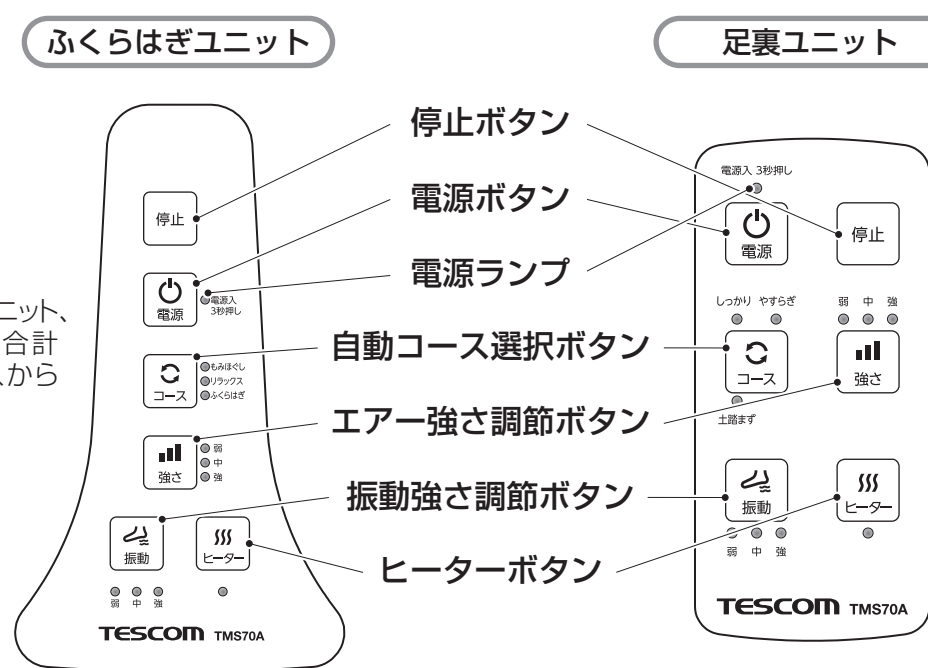 ふくらはぎユニット
足裏ユニット
停止ボタン
電源ボタン
電源ランプ
自動コース選択ボタン
エアー強さ調節ボタン
振動強さ調節ボタン
ヒーターボタン
ニット、
合計
から
停止
電源
電源入
3秒押し
コース
もみほぐし
リラックス
ふくらはぎ
強さ
弱
中
強
振動
ヒーター
弱 中 強
TESCOM TMS70A
電源入 3秒押し
電源
停止
しっかり やすらぎ
弱 中 強
コース
強さ
土踏まず
振動
ヒーター
弱 中 強
TESCOM TMS70A